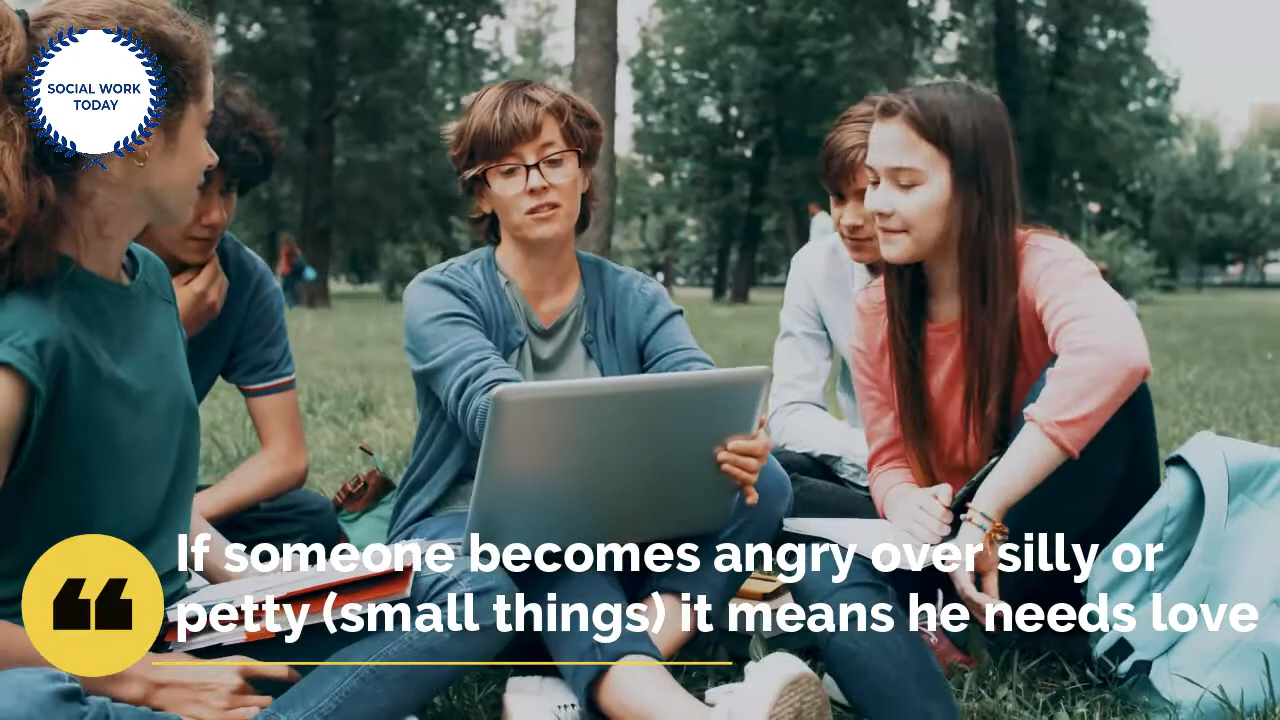 SOCIAL WORK
TODAY
If someone becomes angry over silly or
petty (small things) it means he needs love